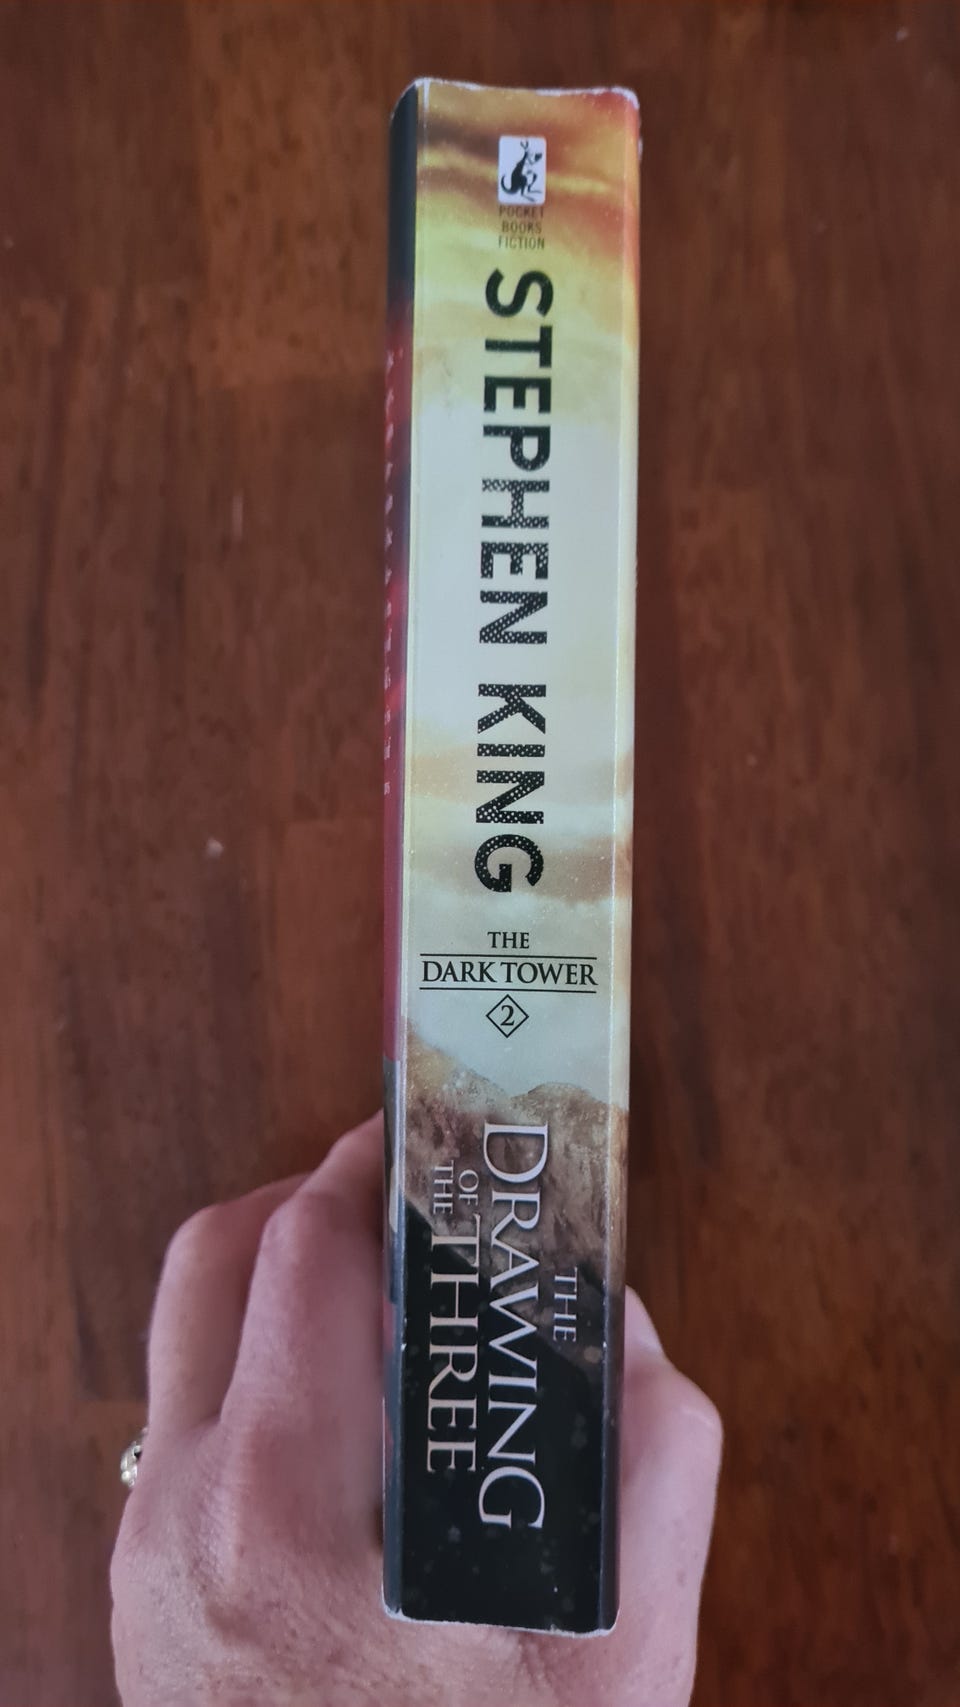 POCKET
BOOKS
FICTION
STEPHEN KING
THE
DARK TOWER
2
THE
DRAWING
OF THE THREE